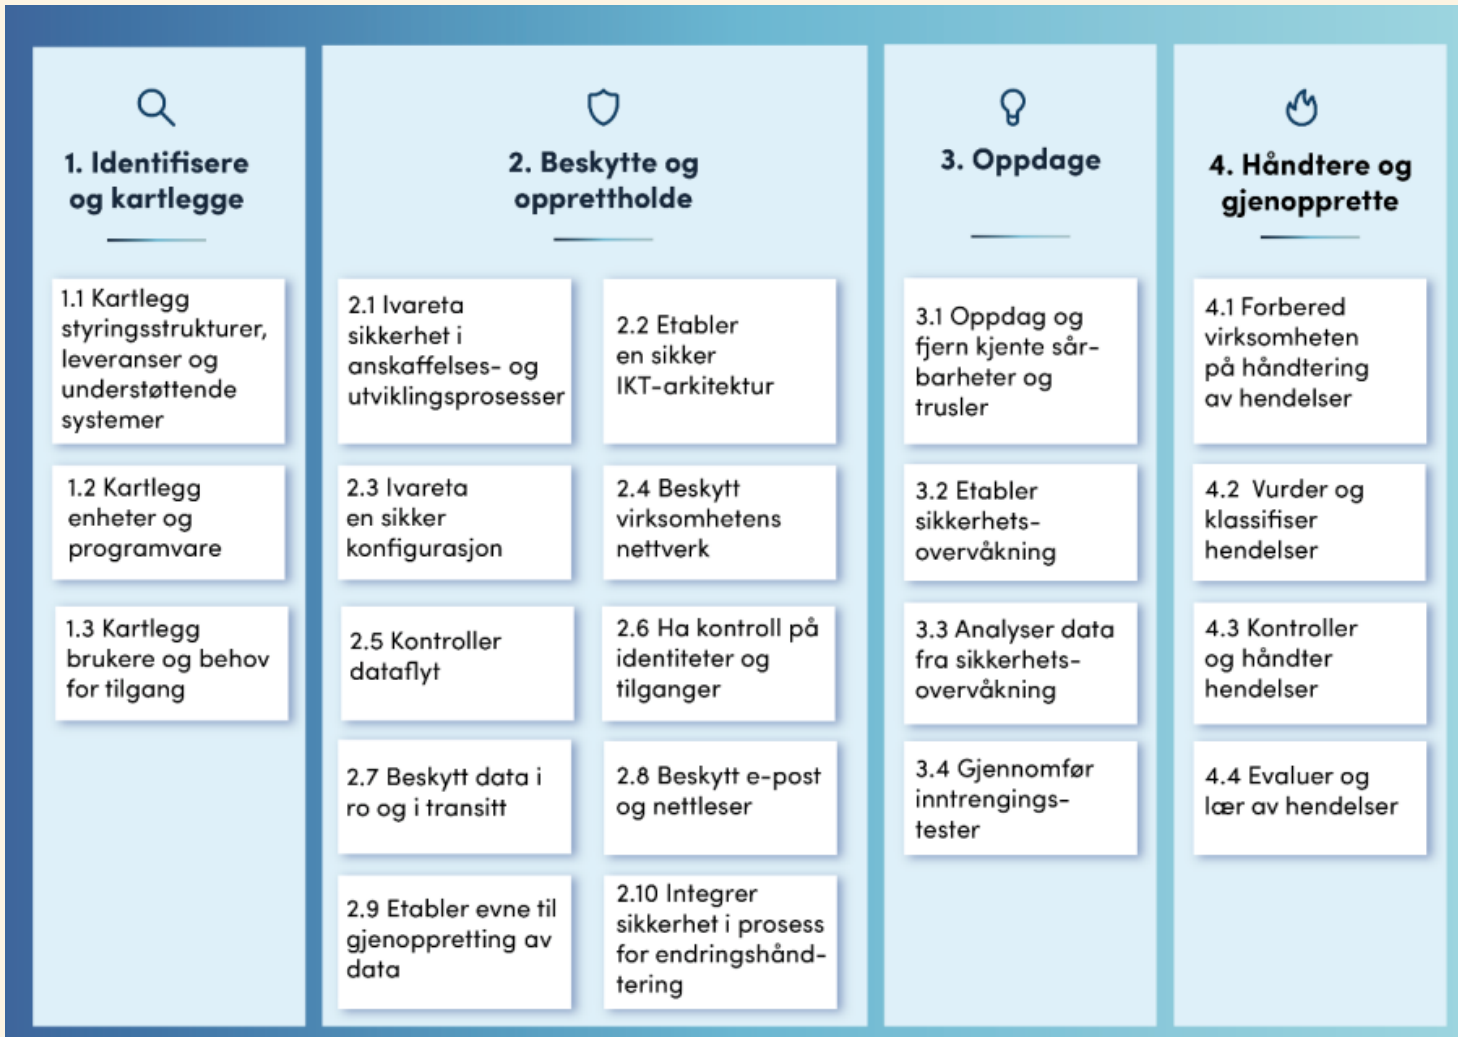 1. Identifisere
og kartlegge
1.1 Kartlegg
styringsstrukturer,
leveranser og
understøttende
systemer
1.2 Kartlegg
enheter og
programvare
1.3 Kartlegg
brukere og behov
for tilgang
2. Beskytte og
opprettholde
2.1 Ivareta
sikkerhet i
anskaffelses- og
utviklingsprosesser
2.2 Etabler
en sikker
IKT-arkitektur
2.3 Ivareta
en sikker
konfigurasjon
2.4 Beskytt
virksomhetens
nettverk
2.5 Kontroller
dataflyt
2.6 Ha kontroll på
identiteter og
tilganger
2.7 Beskytt data i
ro og i transitt
2.8 Beskytt e-post
og nettleser
2.9 Etabler evne til
gjenoppretting av
data
2.10 Integrer
sikkerhet i prosess
for endringshånd-
tering
3. Oppdage
3.1 Oppdag og
fjern kjente sår-
barheter og
trusler
3.2 Etabler
sikkerhets-
overvåkning
3.3 Analyser data
fra sikkerhets-
overvåkning
3.4 Gjennomfør
inntrengings-
tester
4. Håndtere og
gjenopprette
4.1 Forbered
virksomheten
på håndtering
av hendelser
4.2 Vurder og
klassifiser
hendelser
4.3 Kontroller
og håndter
hendelser
4.4 Evaluer og
lær av hendelser